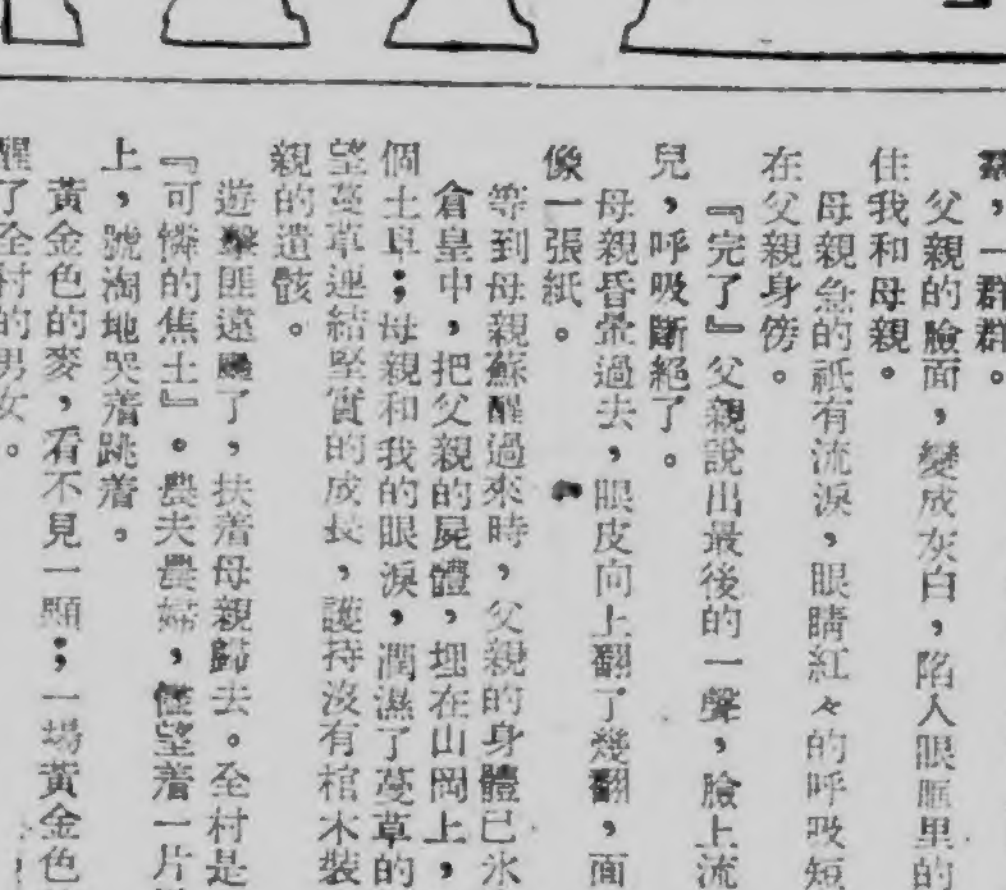 ，一群群。
父親的臉面，變成灰白，陷入眼眶里的
住我和母親。
母親急的祇有流淚，眼睛紅々的呼吸短
在父親身傍。
『完了』父親說出最後的一聲，臉上流
兒，呼吸斷絕了。
母親昏暈過去，眼皮向上翻了幾翻，面
像一張紙。
等到母親蘇醒過來時，父親的身體已氷
倉皇中，把父親的屍體，埋在山岡上，
個土阜；母親和我的眼淚，潤濕了蔓草的
望蔓草連結堅實的成長，護持沒有棺木裝
親的遺骸。
遊擊匪遠颺了，扶着母親歸去。全村是
『可憐的焦土』。農夫農婦，儘望着一片
上，號淘地哭着跳着。
黃金色的麥，看不見一顆；一場黃金色
醒了全村的男女。